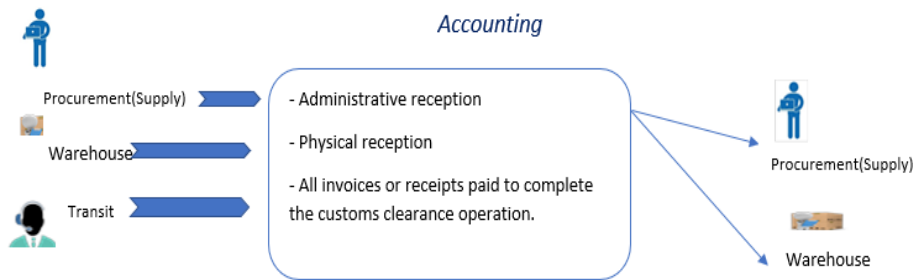 Accounting
Procurement(Supply)
Warehouse
Transit
- Administrative reception
- Physical reception
- All invoices or receipts paid to complete
the customs clearance operation.
Procurement(Supply)
Warehouse